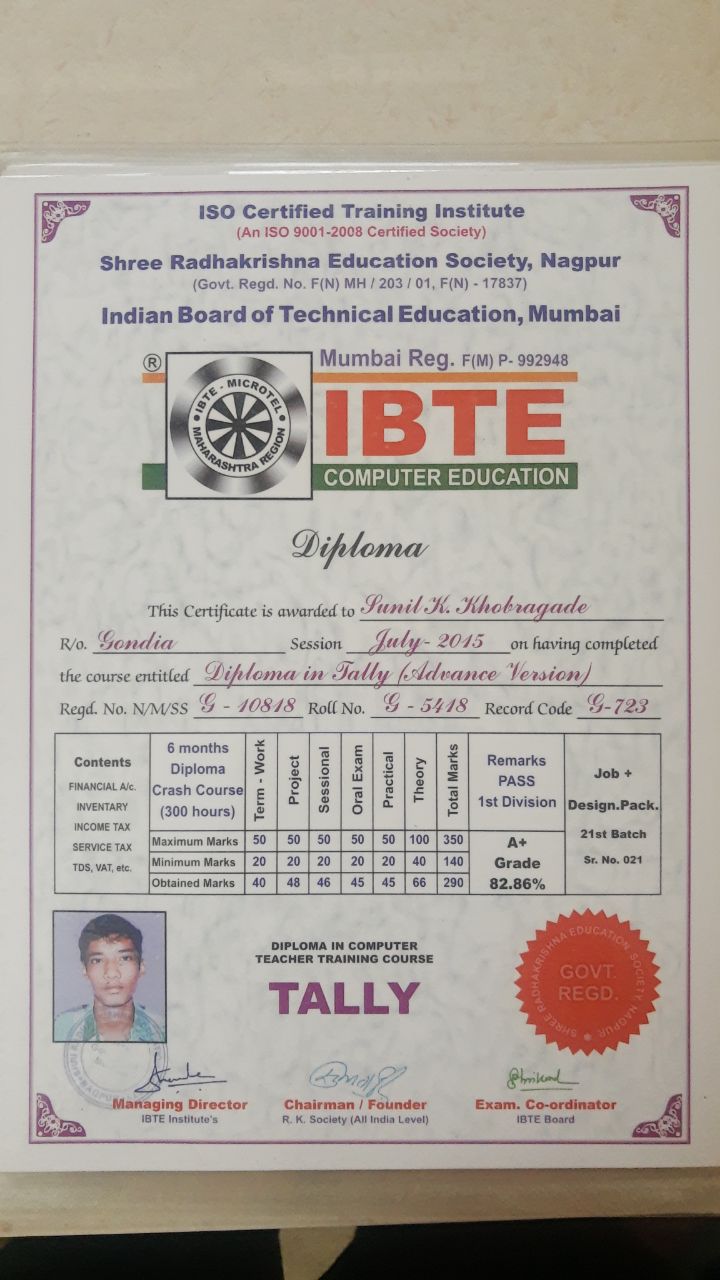 ISO Certified Training Institute
(An ISO 9001-2008 Certified Society)
Shree Radhakrishna Education Society, Nagpur
(Govt. Regd. No. F(N) MH / 203 / 01, F(N) - 17837)
Indian Board of Technical Education, Mumbai
® Mumbai Reg. F(M) P- 992948
IBTE - MICROTEL
MAHARASHTRA REGION
IBTE
COMPUTER EDUCATION
Diploma
This Certificate is awarded to Sunil K. Khobragade
R/o. Gondia Session July- 2015 on having completed
the course entitled Diploma in Tally (Advance Version)
Regd. No. N/M/SS G - 10818 Roll No. G - 5418 Record Code G-723
Contents
FINANCIAL A/c.
INVENTORY
INCOME TAX
SERVICE TAX
TDS, VAT, etc.
6 months
Diploma
Crash Course
(300 hours)
Term - Work
Project
Sessional
Oral Exam
Practical
Theory
Total Marks
Maximum Marks 50 50 50 50 50 100 350
Minimum Marks 20 20 20 20 20 40 140
Obtained Marks 40 48 46 45 45 66 290
Remarks
PASS
1st Division
A+
Grade
82.86%
Job +
Design.Pack.
21st Batch
Sr. No. 021
DIPLOMA IN COMPUTER
TEACHER TRAINING COURSE
TALLY
SHREE RADHAKRISHNA EDUCATION SOCIETY NAGPUR
GOVT.
REGD.
Managing Director
IBTE Institute's
Chairman / Founder
R. K. Society (All India Level)
Exam. Co-ordinator
IBTE Board